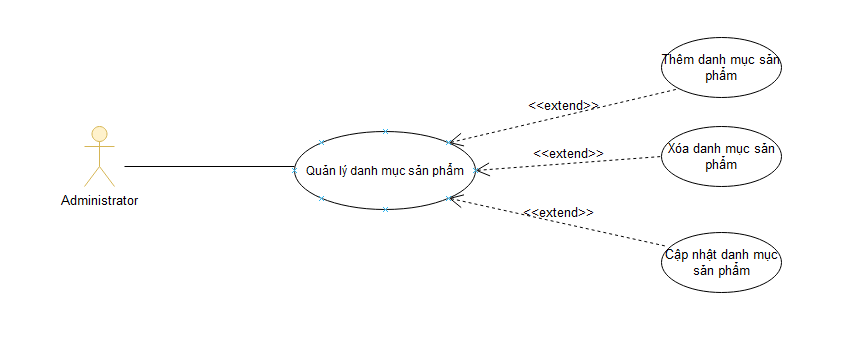 Thêm danh mục sản
phẩm
<<extend>>
Xóa danh mục sản
phẩm
<<extend>>
Quản lý danh mục sản phẩm
Administrator
<<extend>>
Cập nhật danh mục
sản phẩm